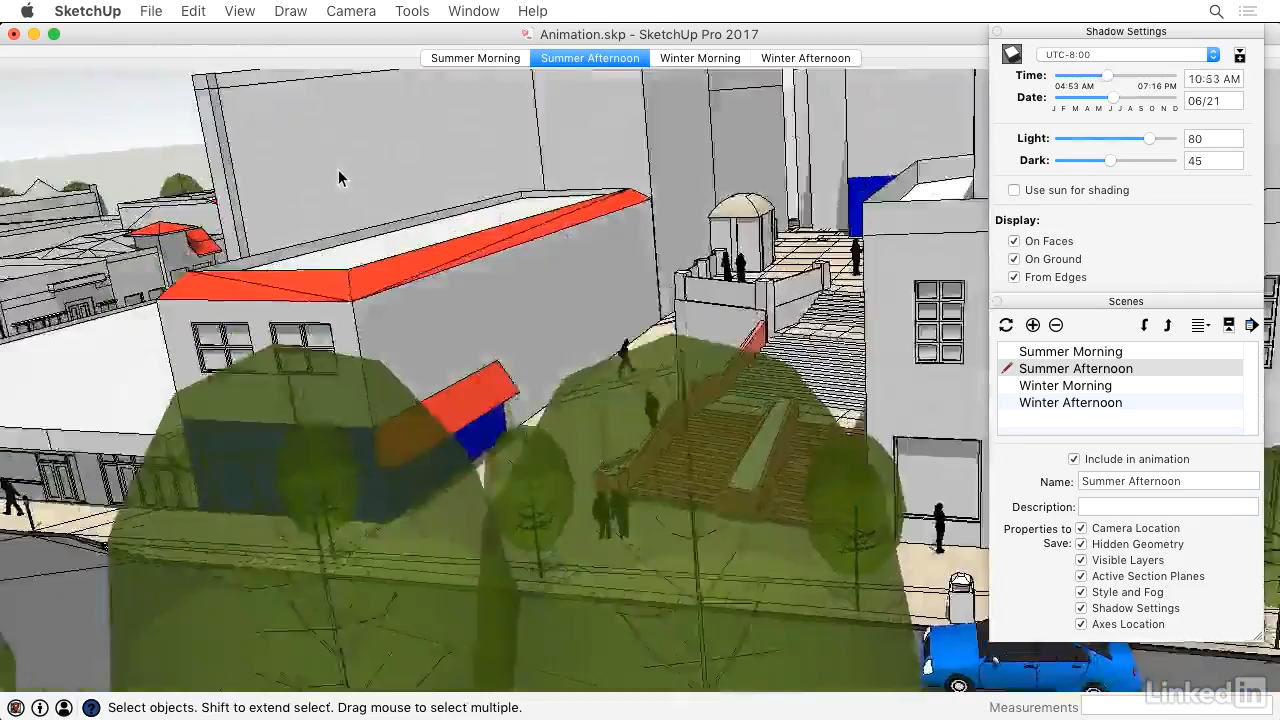 SketchUp File Edit View Draw Camera Tools Window Help
Animation.skp - SketchUp Pro 2017
Summer Morning Summer Afternoon Winter Morning Winter Afternoon
Shadow Settings
UTC-8:00
Time: 10:53 AM
04:53 AM 07:16 PM
Date: 06/21
J F M A M J J A S O N D
Light: 80
Dark: 45
Use sun for shading
Display:
On Faces
On Ground
From Edges
Scenes
Summer Morning
Summer Afternoon
Winter Morning
Winter Afternoon
Include in animation
Name: Summer Afternoon
Description:
Properties to Save:
Camera Location
Hidden Geometry
Visible Layers
Active Section Planes
Style and Fog
Shadow Settings
Axes Location
Select objects. Shift to extend select. Drag mouse to select multiple.
Measurements
Linked in